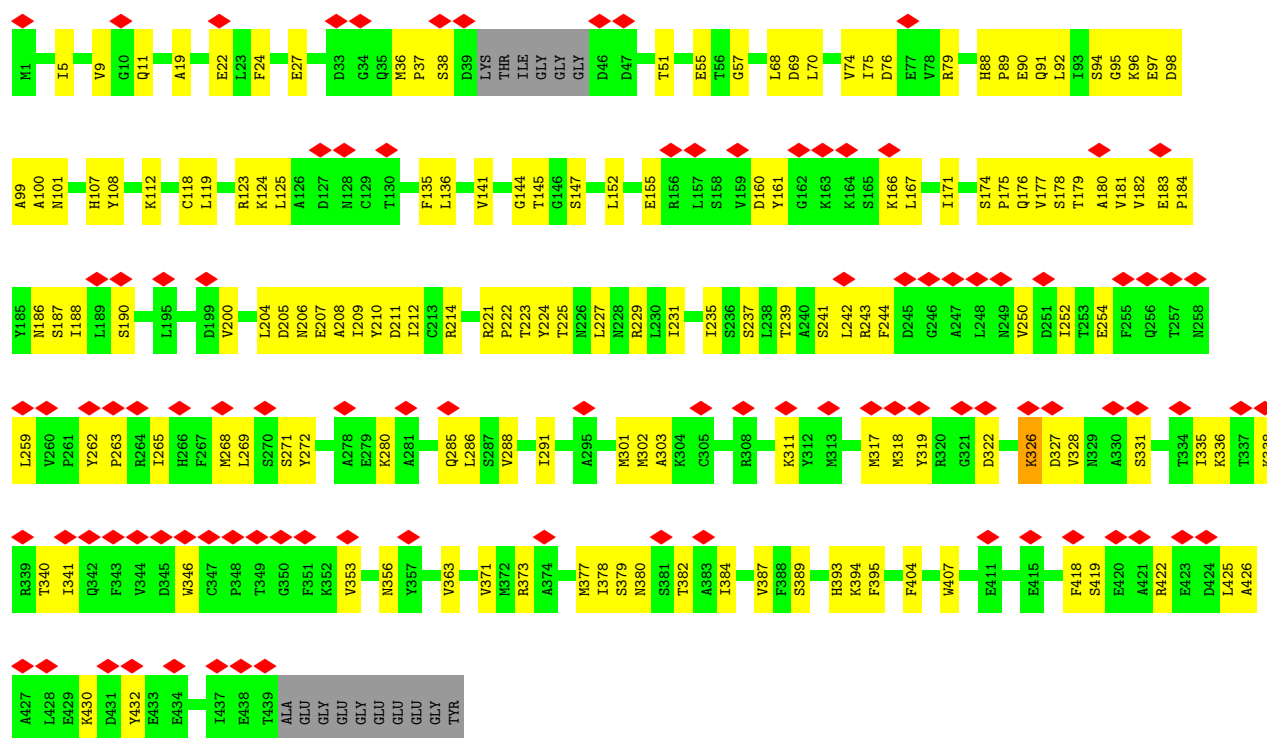 M1 I5 V9 G10 Q11 A19 E22 L23 F24 E27 D33 G34 Q35 M36 P37 S38 D39 LYS THR ILE GLY GLY GLY D46 D47 T51 E55 T56 G57 L68 D69 L70 V74 I75 D76 E77 V78 R79 H88 P89 E90 Q91 L92 I93 S94 G95 K96 E97 D98
A99 A100 N101 H107 Y108 K112 C118 L119 R123 K124 L125 A126 D127 N128 C129 T130 F135 L136 V141 G144 T145 G146 S147 L152 E155 R156 L157 S158 V159 D160 Y161 G162 K163 K164 S165 K166 L167 I171 S174 P175 Q176 V177 S178 T179 A180 V181 V182 E183 P184
Y185 N186 S187 I188 L189 S190 L195 D199 V200 L204 D205 N206 E207 A208 I209 Y210 D211 I212 C213 R214 R221 P222 T223 Y224 T225 N226 L227 N228 R229 L230 I231 I235 S236 S237 L238 T239 A240 S241 L242 R243 F244 D245 G246 A247 L248 N249 V250 D251 I252 T253 E254 F255 Q256 T257 N258
L259 V260 P261 Y262 P263 R264 I265 H266 F267 M268 L269 S270 S271 Y272 A278 E279 K280 A281 Q285 L286 S287 V288 I291 A295 M301 M302 A303 K304 C305 R308 K311 Y312 M313 M317 M318 Y319 R320 G321 D322 K326 D327 V328 N329 A330 S331 T334 I335 K336 T337 K338
R339 T340 I341 Q342 F343 V344 D345 W346 C347 P348 T349 G350 F351 K352 V353 N356 Y357 V363 V371 M372 R373 A374 M377 I378 S379 N380 S381 T382 A383 I384 V387 F388 S389 H393 K394 F395 F404 W407 E411 E415 F418 S419 E420 A421 R422 E423 D424 L425 A426
A427 L428 E429 K430 D431 Y432 E433 E434 I437 E438 T439 ALA GLU GLY GLU GLY GLU GLU GLU GLY TYR